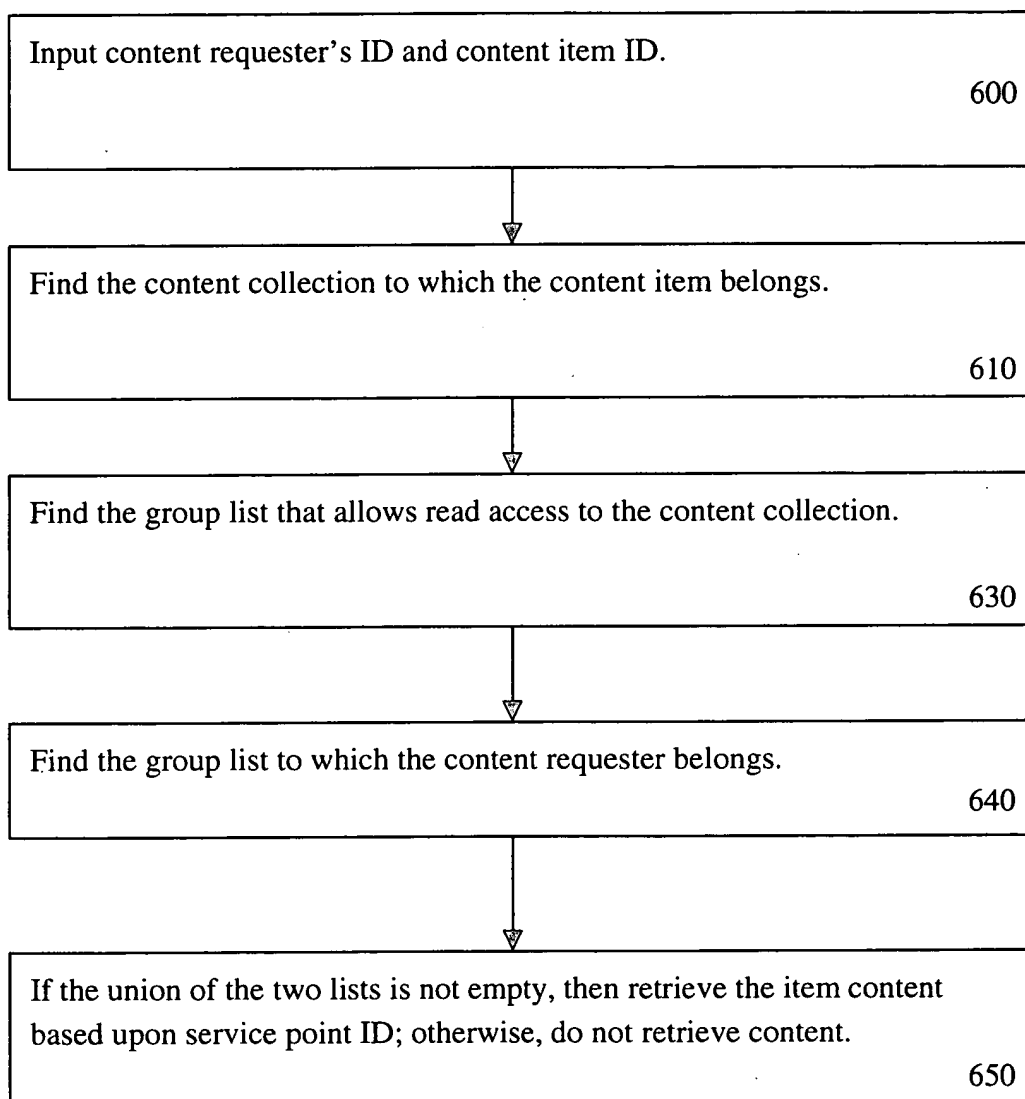 Input content requester's ID and content item ID.
600
Find the content collection to which the content item belongs.
610
Find the group list that allows read access to the content collection.
630
Find the group list to which the content requester belongs.
640
If the union of the two lists is not empty, then retrieve the item content
based upon service point ID; otherwise, do not retrieve content.
650